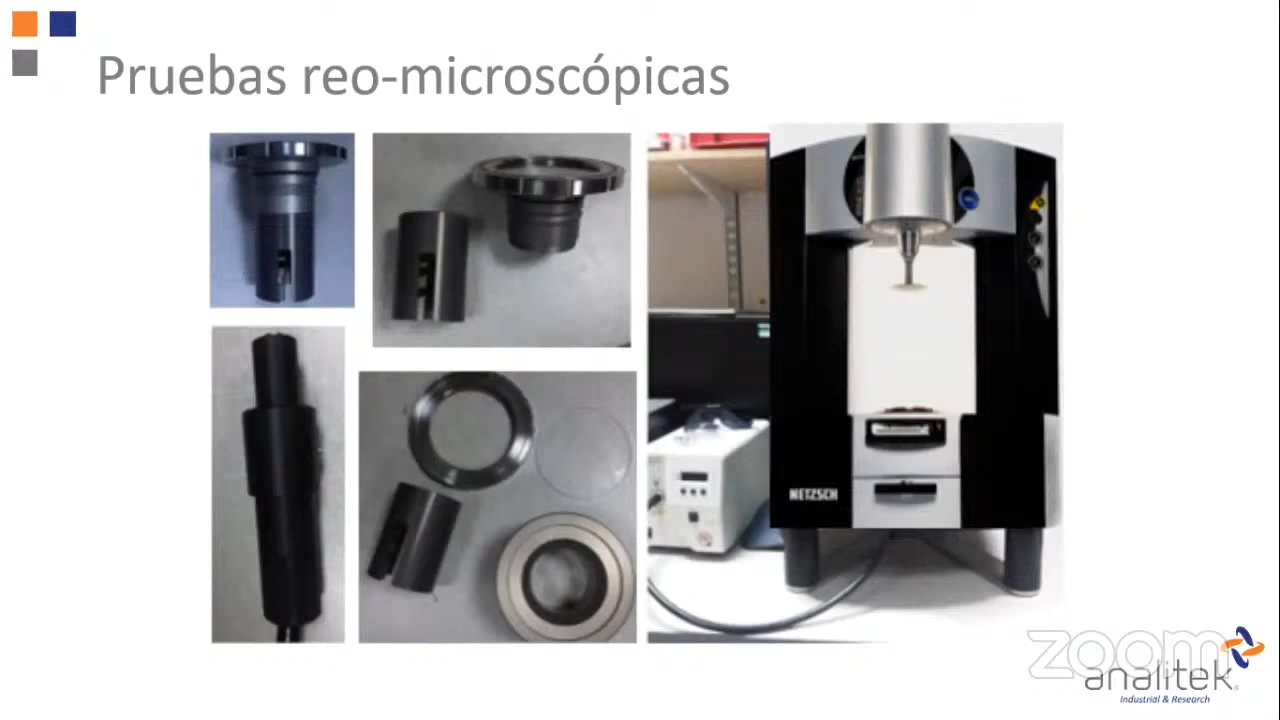 Pruebas reo-microscópicas
NETZSCH
zoom
analitek
Industrial & Research